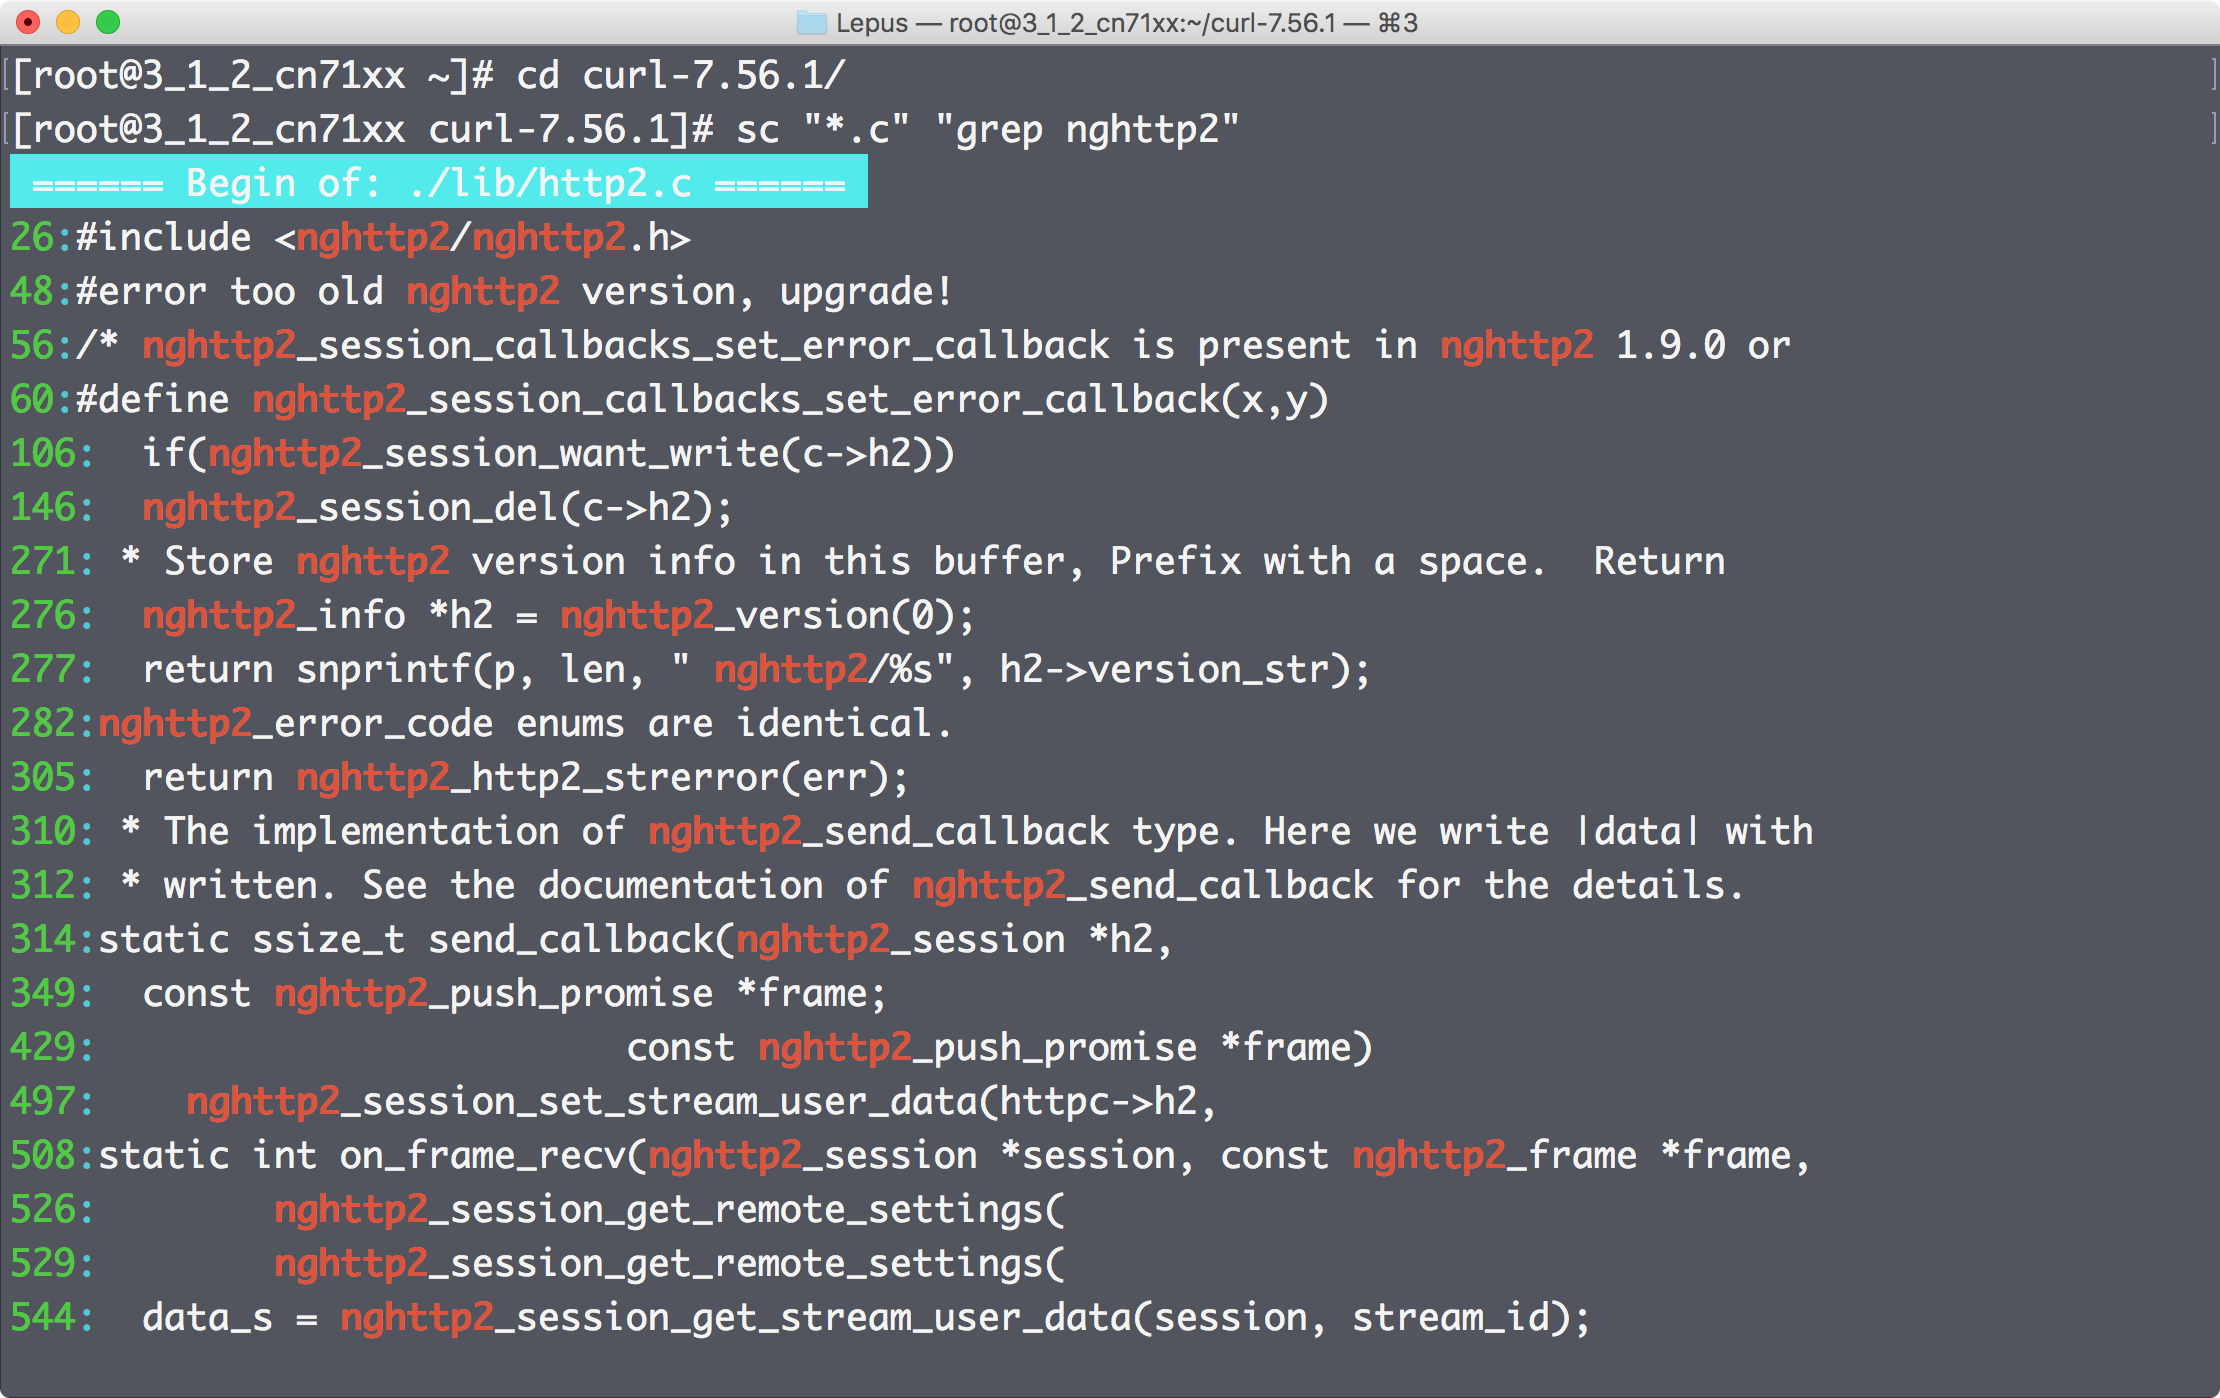 Lepus — root@3_1_2_cn71xx:~/curl-7.56.1 — ⌘3
[root@3_1_2_cn71xx ~]# cd curl-7.56.1/
[root@3_1_2_cn71xx curl-7.56.1]# sc "*.c" "grep nghttp2"
====== Begin of: ./lib/http2.c ======
26:#include <nghttp2/nghttp2.h>
48:#error too old nghttp2 version, upgrade!
56:/* nghttp2_session_callbacks_set_error_callback is present in nghttp2 1.9.0 or
60:#define nghttp2_session_callbacks_set_error_callback(x,y)
106:  if(nghttp2_session_want_write(c->h2))
146:  nghttp2_session_del(c->h2);
271: * Store nghttp2 version info in this buffer, Prefix with a space.  Return
276:  nghttp2_info *h2 = nghttp2_version(0);
277:  return snprintf(p, len, " nghttp2/%s", h2->version_str);
282:nghttp2_error_code enums are identical.
305:  return nghttp2_http2_strerror(err);
310: * The implementation of nghttp2_send_callback type. Here we write |data| with
312: * written. See the documentation of nghttp2_send_callback for the details.
314:static ssize_t send_callback(nghttp2_session *h2,
349:  const nghttp2_push_promise *frame;
429:                        const nghttp2_push_promise *frame)
497:    nghttp2_session_set_stream_user_data(httpc->h2,
508:static int on_frame_recv(nghttp2_session *session, const nghttp2_frame *frame,
526:        nghttp2_session_get_remote_settings(
529:        nghttp2_session_get_remote_settings(
544:  data_s = nghttp2_session_get_stream_user_data(session, stream_id);